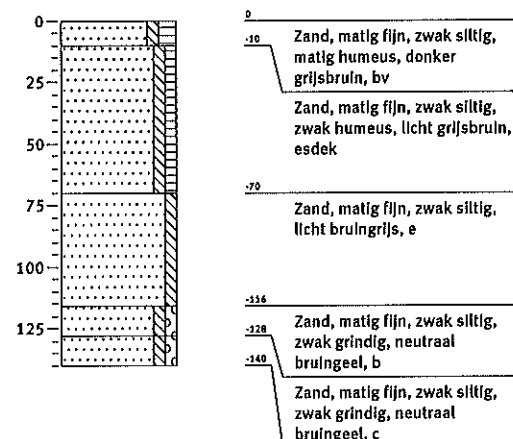 0
25
50
75
100
125
0
Zand, matig fijn, zwak siltig,
matig humeus, donker
grijsbruin, bv
-10
Zand, matig fijn, zwak siltig,
zwak humeus, licht grijsbruin,
esdek
-70
Zand, matig fijn, zwak siltig,
licht bruingrijs, e
-116
Zand, matig fijn, zwak siltig,
zwak grindig, neutraal
bruingeel, b
-128
Zand, matig fijn, zwak siltig,
zwak grindig, neutraal
bruingeel, c
-140